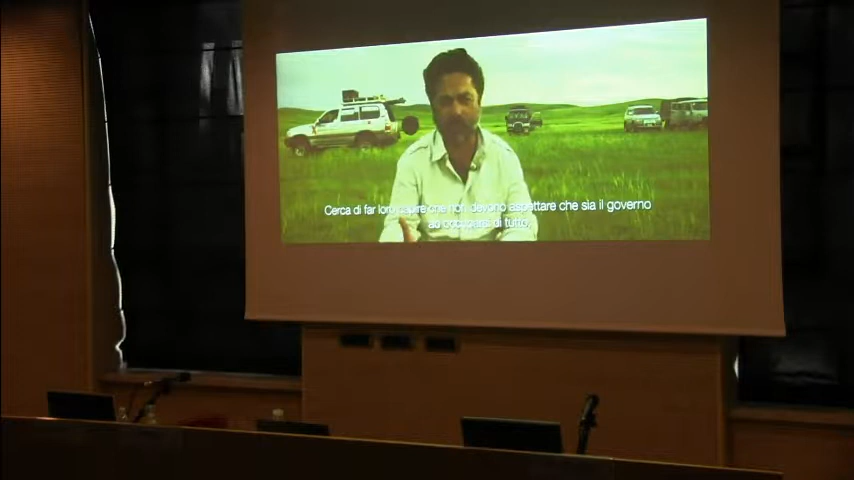 Cerca di far loro capire che non devono aspettare che sia il governo
ad occuparsi di tutto,